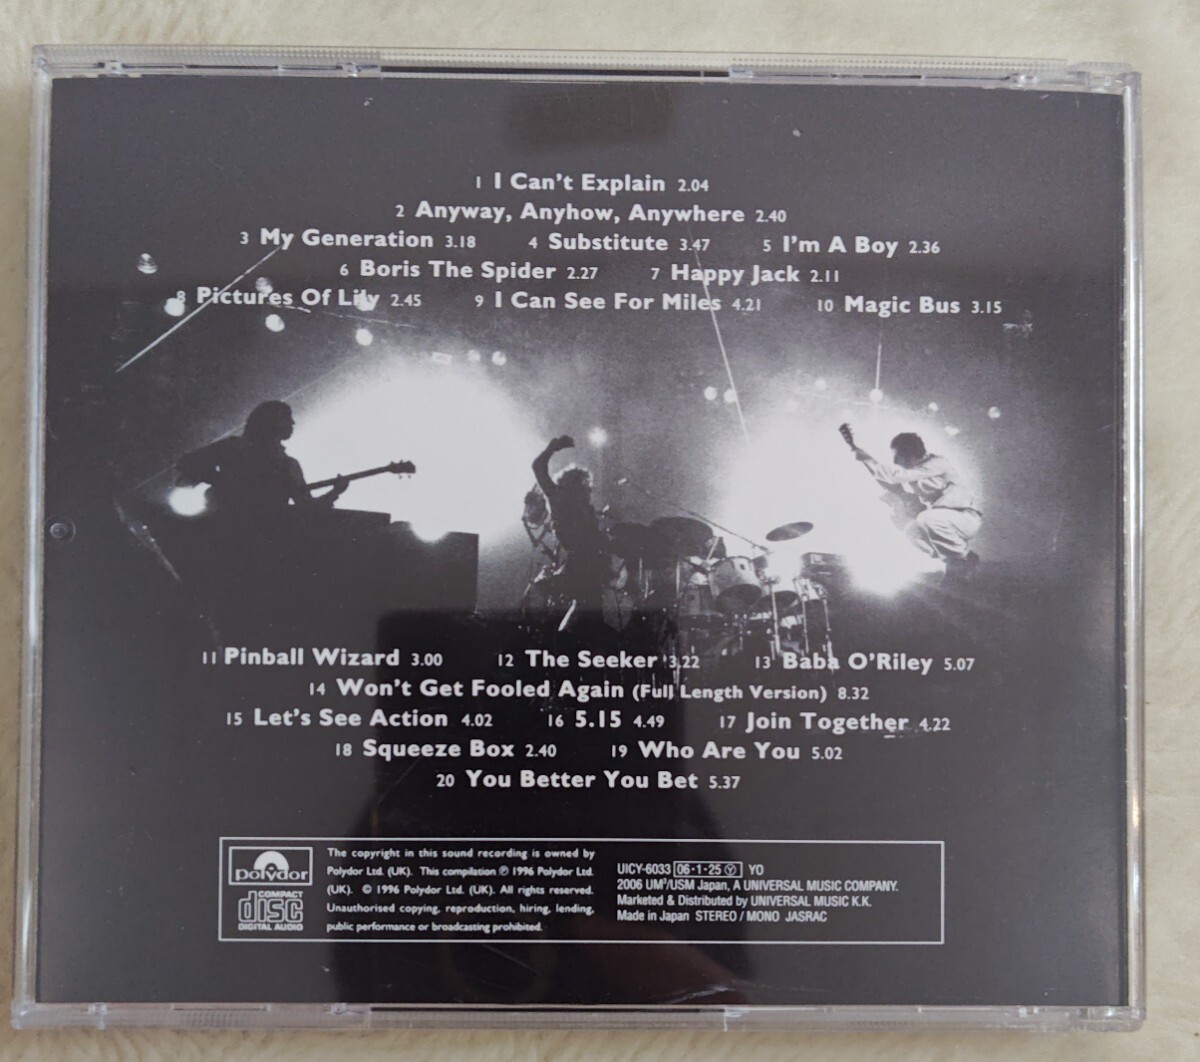 1 I Can't Explain 2.04
2 Anyway, Anyhow, Anywhere 2.40
3 My Generation 3.18 4 Substitute 3.47 5 I'm A Boy 2.36
6 Boris The Spider 2.27 7 Happy Jack 2.11
8 Pictures Of Lily 2.45 9 I Can See For Miles 4.21 10 Magic Bus 3.15
11 Pinball Wizard 3.00 12 The Seeker 3.22 13 Baba O'Riley 5.07
14 Won't Get Fooled Again (Full Length Version) 8.32
15 Let's See Action 4.02 16 5.15 4.49 17 Join Together 4.22
18 Squeeze Box 2.40 19 Who Are You 5.02
20 You Better You Bet 5.37
polydor
COMPACT
disc
DIGITAL AUDIO
The copyright in this sound recording is owned by
Polydor Ltd. (UK). This compilation ℗ 1996 Polydor Ltd.
(UK). © 1996 Polydor Ltd. (UK). All rights reserved.
Unauthorised copying, reproduction, hiring, lending,
public performance or broadcasting prohibited.
UICY-6033 06·1·25 Ⓨ YO
2006 UM³/USM Japan, A UNIVERSAL MUSIC COMPANY.
Marketed & Distributed by UNIVERSAL MUSIC K.K.
Made in Japan STEREO / MONO JASRAC